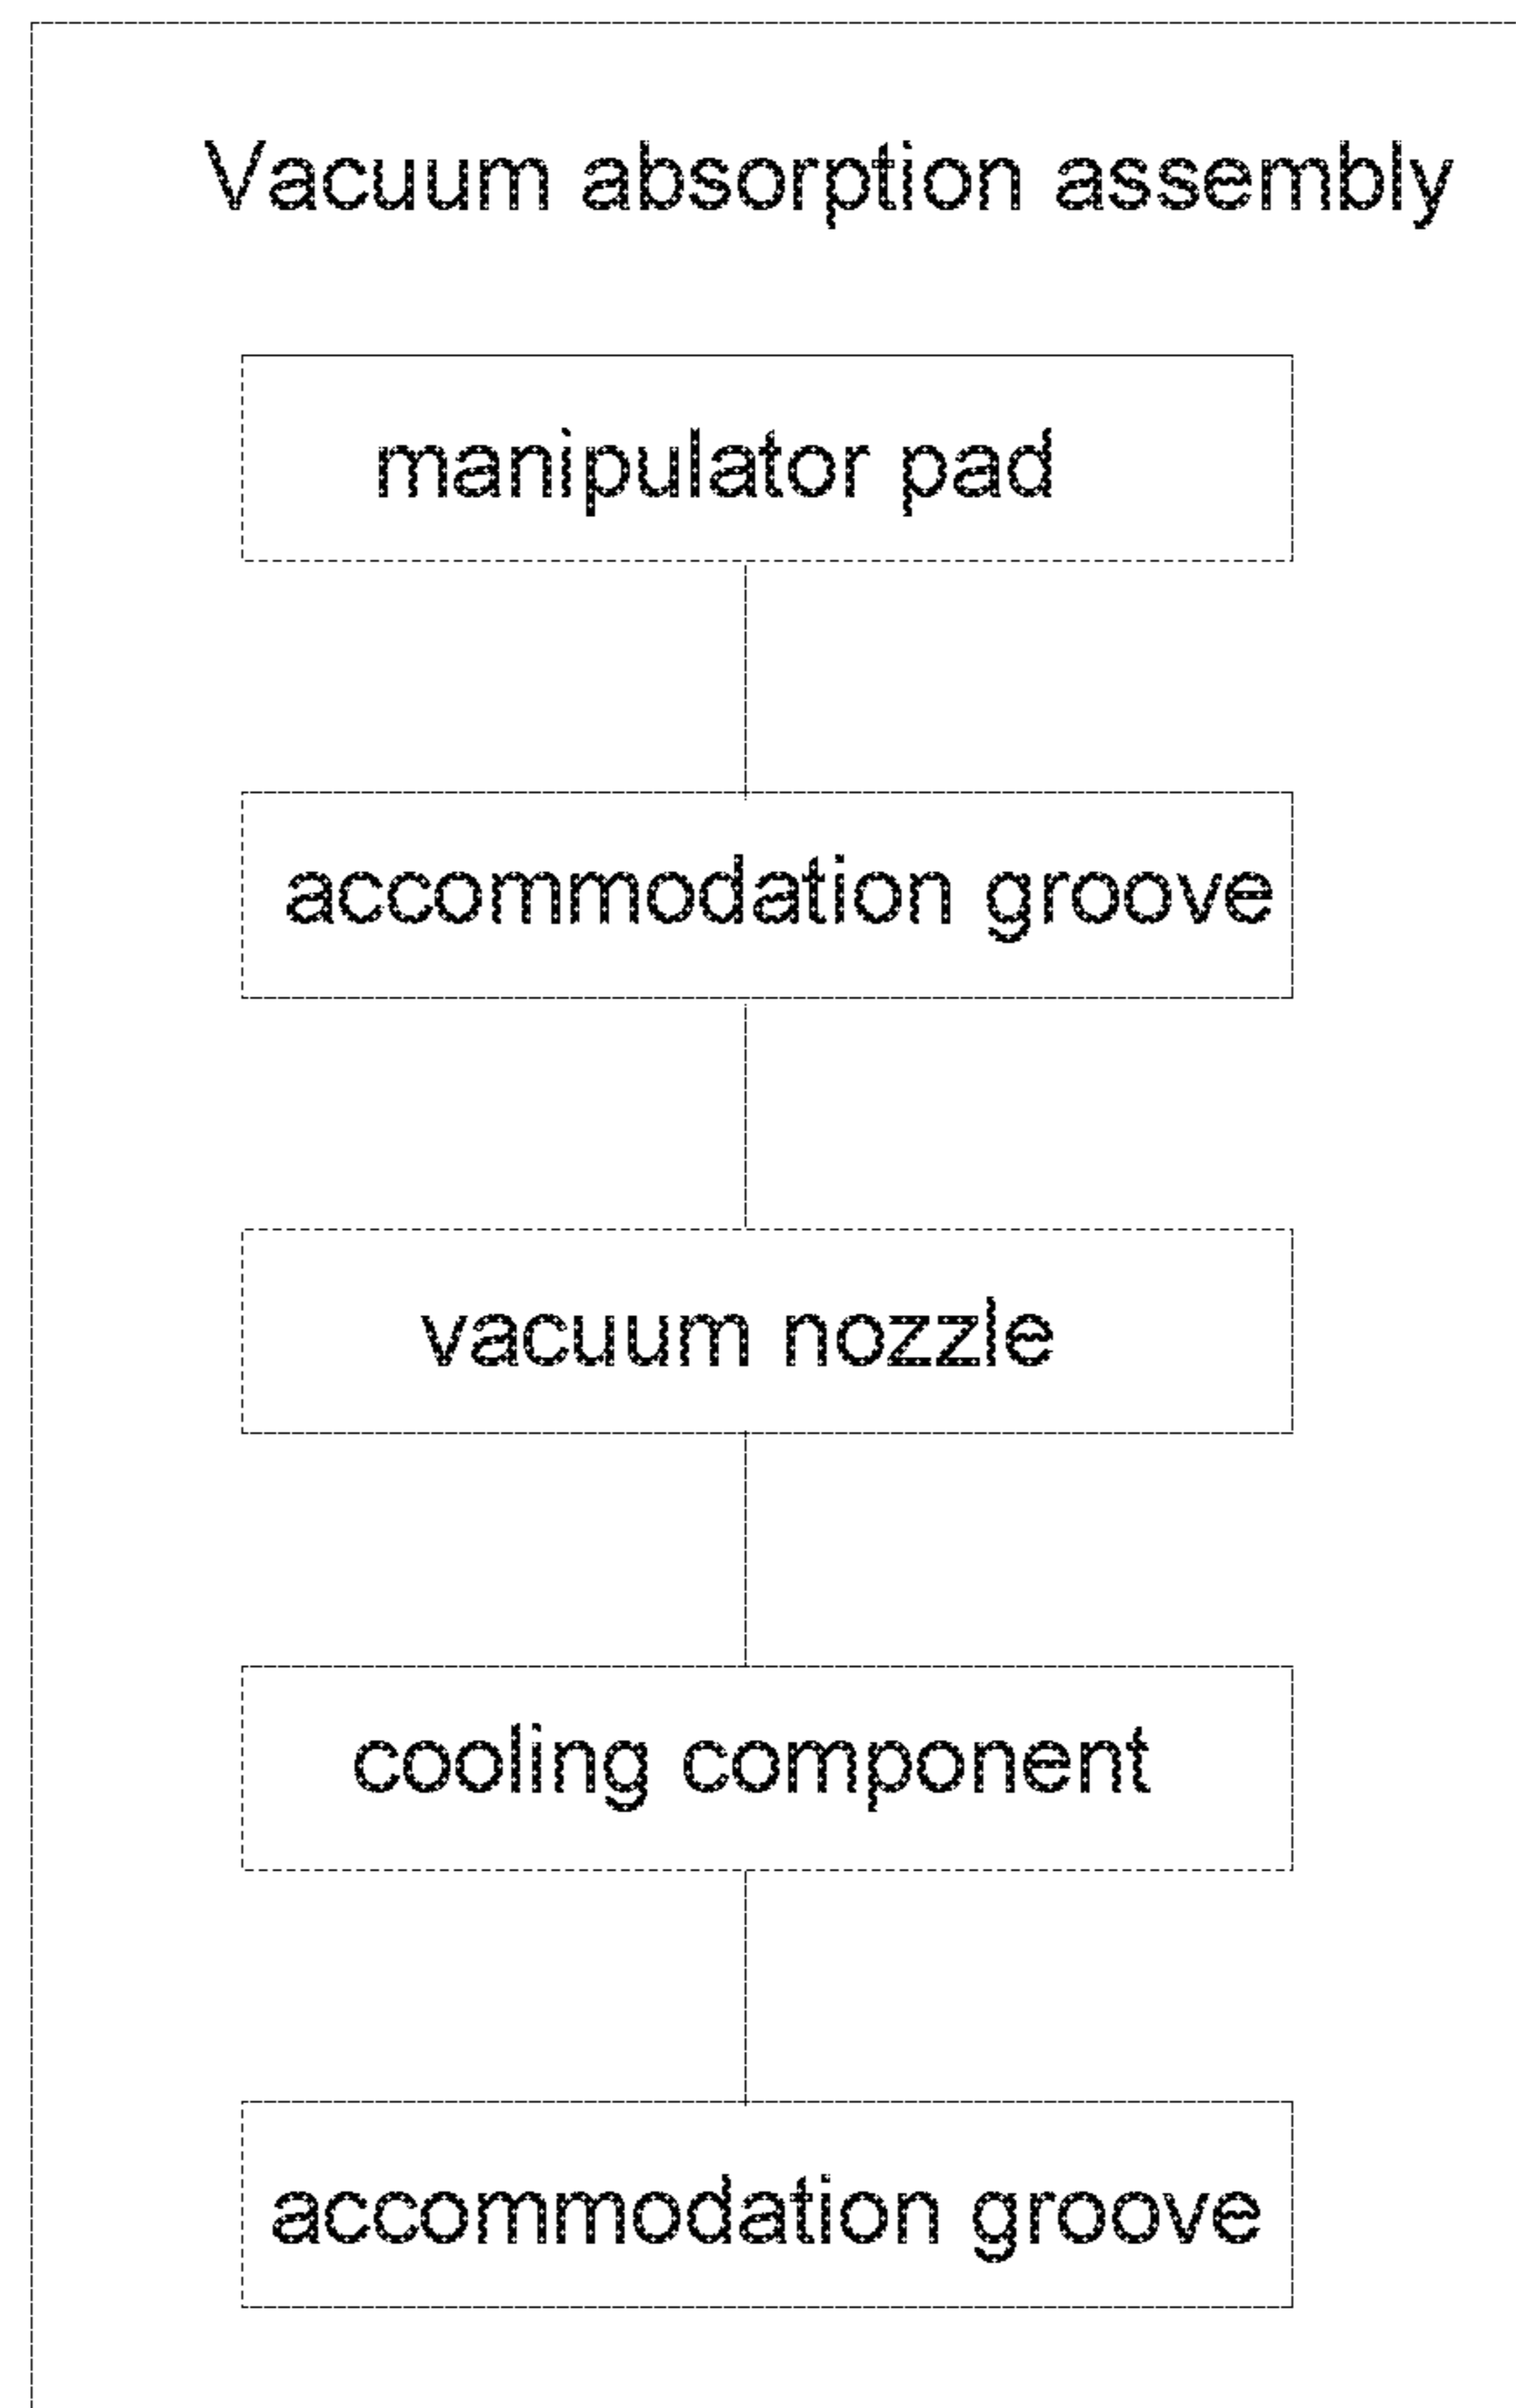 Vacuum absorption assembly
manipulator pad
accommodation groove
vacuum nozzle
cooling component
accommodation groove